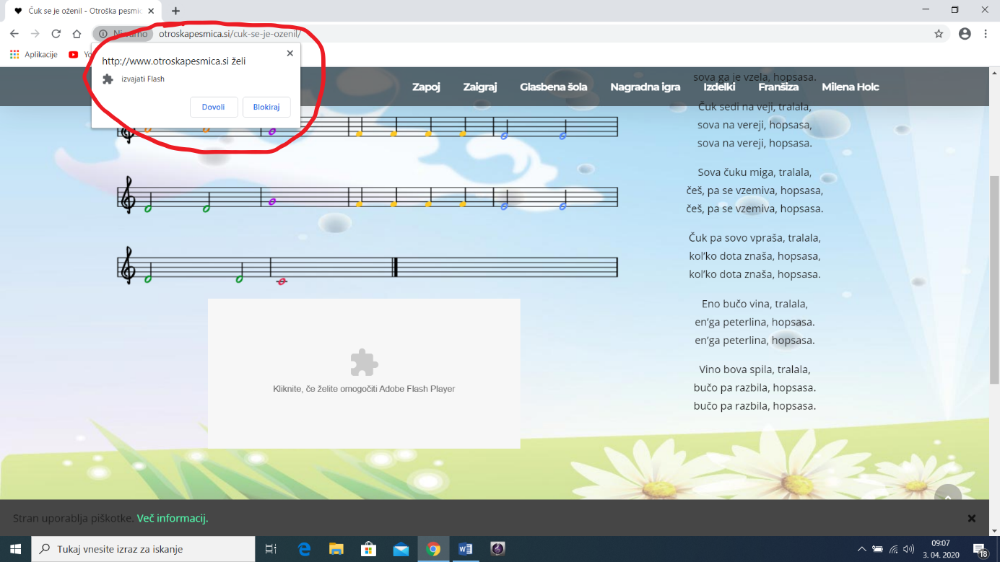 Čuk se je oženil - Otroška pesmic
otroskapesmica.si/cuk-se-je-ozenil/
Aplikacije
http://www.otroskapesmica.si želi
izvajati Flash
Dovoli
Blokiraj
Zapoj
Zaigraj
Glasbena šola
Nagradna igra
Izdelki
Franšiza
Milena Holc
sova ga je vzela, hopsasa.
Čuk sedi na veji, tralala,
sova na vereji, hopsasa,
sova na vereji, hopsasa.
Sova čuku miga, tralala,
češ, pa se vzemiva, hopsasa,
češ, pa se vzemiva, hopsasa.
Čuk pa sovo vpraša, tralala,
kol’ko dota znaša, hopsasa,
kol’ko dota znaša, hopsasa.
Eno bučo vina, tralala,
en’ga peterlina, hopsasa.
en’ga peterlina, hopsasa.
Vino bova spila, tralala,
bučo pa razbila, hopsasa.
bučo pa razbila, hopsasa.
Kliknite, če želite omogočiti Adobe Flash Player
Stran uporablja piškotke. Več informacij.
Tukaj vnesite izraz za iskanje
09:07
3. 04. 2020
18